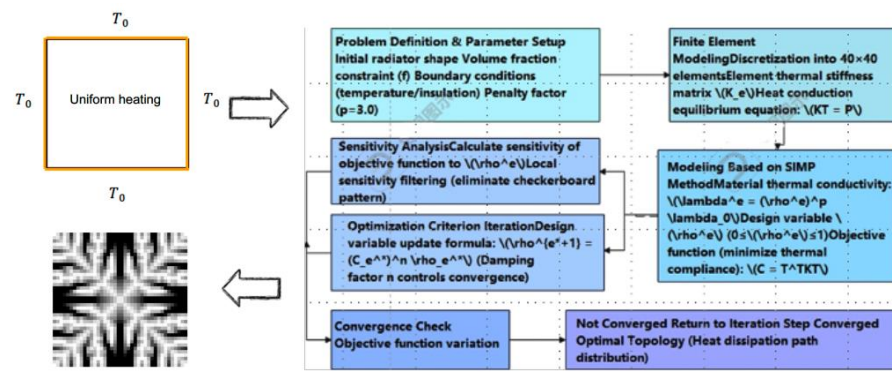 T₀
T₀
Uniform heating
T₀
T₀
Problem Definition & Parameter Setup
Initial radiator shape Volume fraction
constraint (f) Boundary conditions
(temperature/insulation) Penalty factor
(p=3.0)
Finite Element
ModelingDiscretization into 40×40
elementsElement thermal stiffness
matrix \(K_e\)Heat conduction
equilibrium equation: \(KT = P\)
Sensitivity AnalysisCalculate sensitivity of
objective function to \(\rho^e\)Local
sensitivity filtering (eliminate checkerboard
pattern)
Modeling Based on SIMP
MethodMaterial thermal conductivity:
\(\lambda^e = (\rho^e)^p
\lambda_0\)Design variable \
(\rho^e\) (0≤\(\rho^e\)≤1)Objective
function (minimize thermal
compliance): \(C = T^TKT\)
Optimization Criterion IterationDesign
variable update formula: \(\rho^{e*+1} =
(C_e^*)^n \rho_e^*\) (Damping
factor n controls convergence)
Convergence Check
Objective function variation
Not Converged Return to Iteration Step Converged
Optimal Topology (Heat dissipation path
distribution)